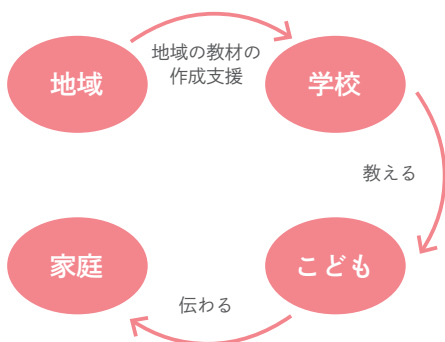 地域
地域の教材の
作成支援
学校
教える
家庭
こども
伝わる